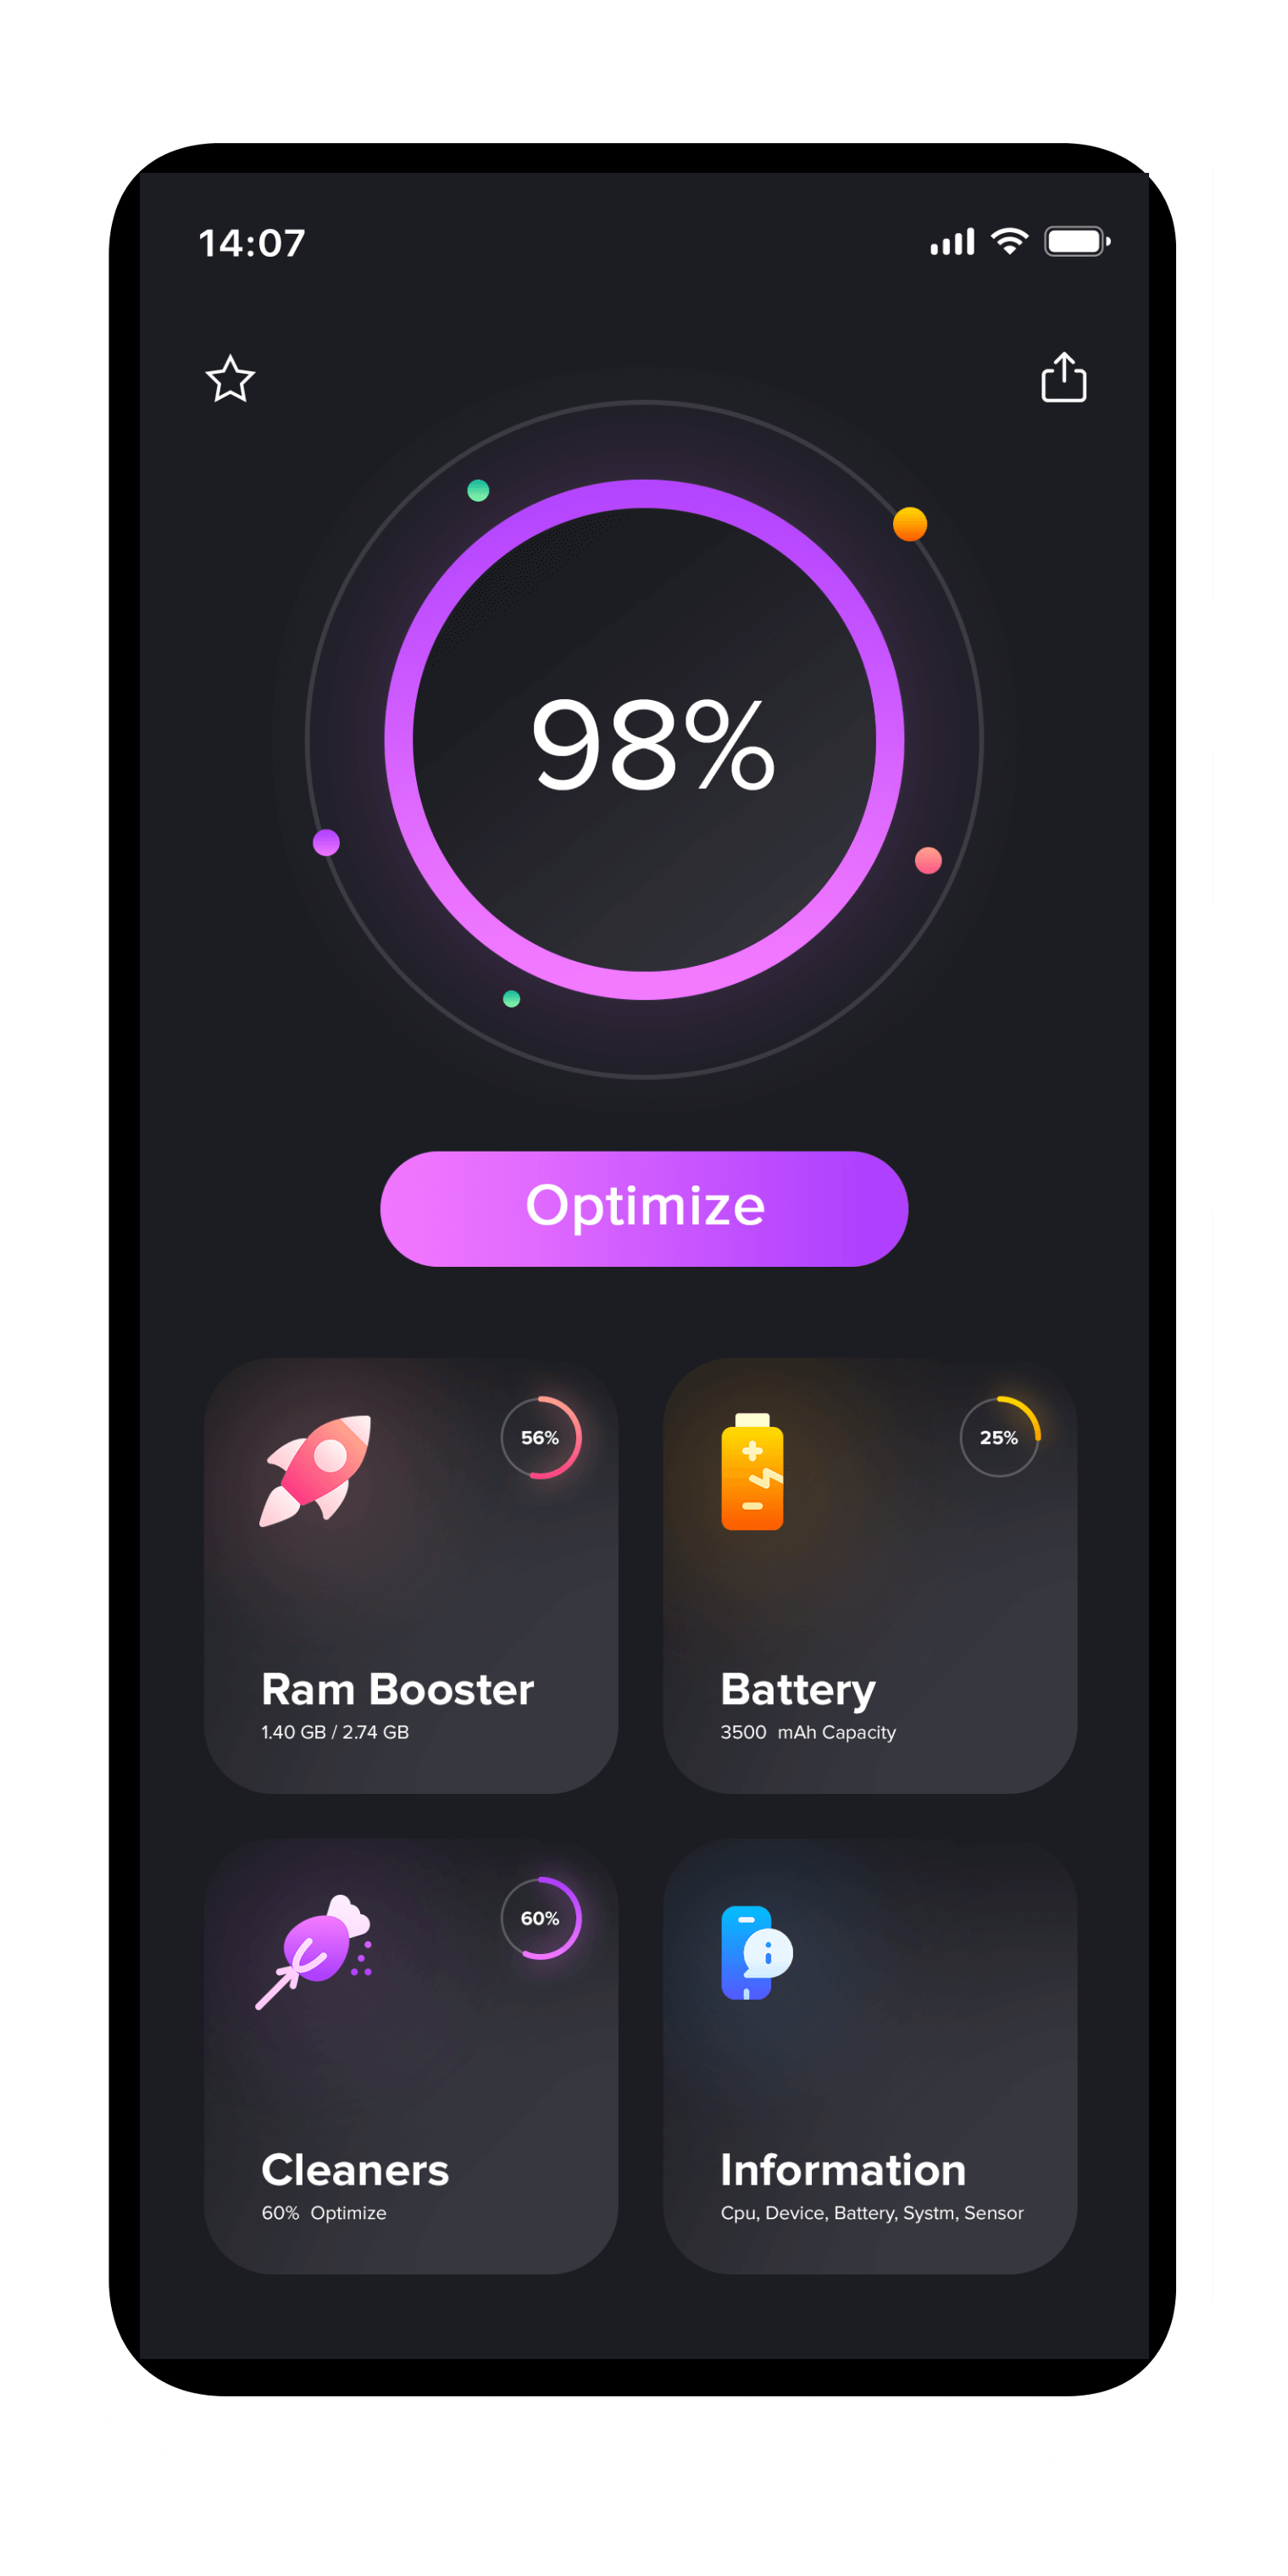 14:07
98%
Optimize
56%
25%
Ram Booster
1.40 GB / 2.74 GB
Battery
3500 mAh Capacity
60%
Cleaners
60% Optimize
Information
Cpu, Device, Battery, Systm, Sensor